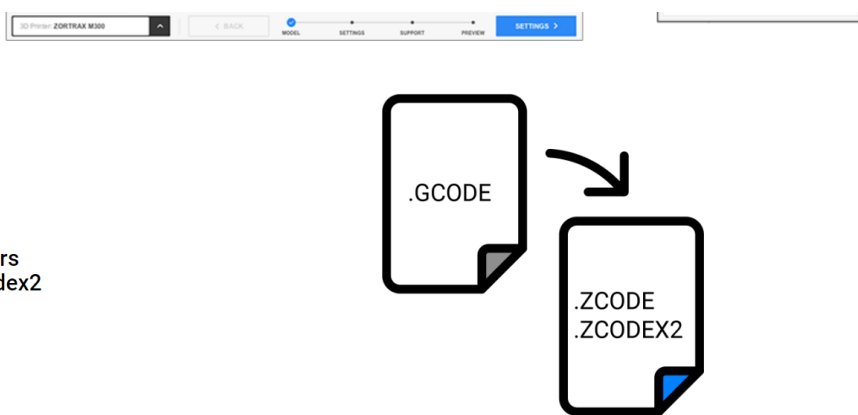 3D Printer: ZORTRAX M300
< BACK
MODEL
SETTINGS
SUPPORT
PREVIEW
SETTINGS >
.GCODE
rs
dex2
.ZCODE
.ZCODEX2